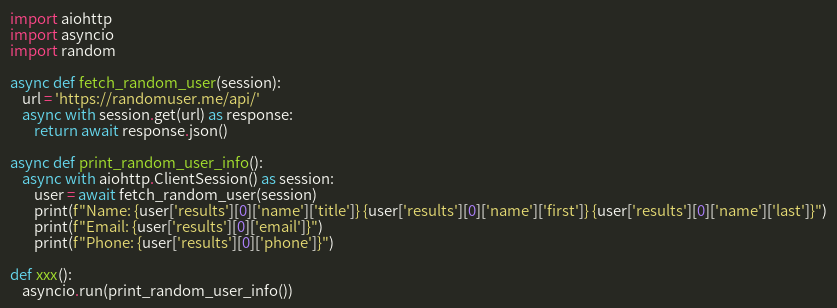 import aiohttp
import asyncio
import random

async def fetch_random_user(session):
    url = 'https://randomuser.me/api/'
    async with session.get(url) as response:
        return await response.json()

async def print_random_user_info():
    async with aiohttp.ClientSession() as session:
        user = await fetch_random_user(session)
        print(f"Name: {user['results'][0]['name']['title']} {user['results'][0]['name']['first']} {user['results'][0]['name']['last']}")
        print(f"Email: {user['results'][0]['email']}")
        print(f"Phone: {user['results'][0]['phone']}")

def xxx():
    asyncio.run(print_random_user_info())